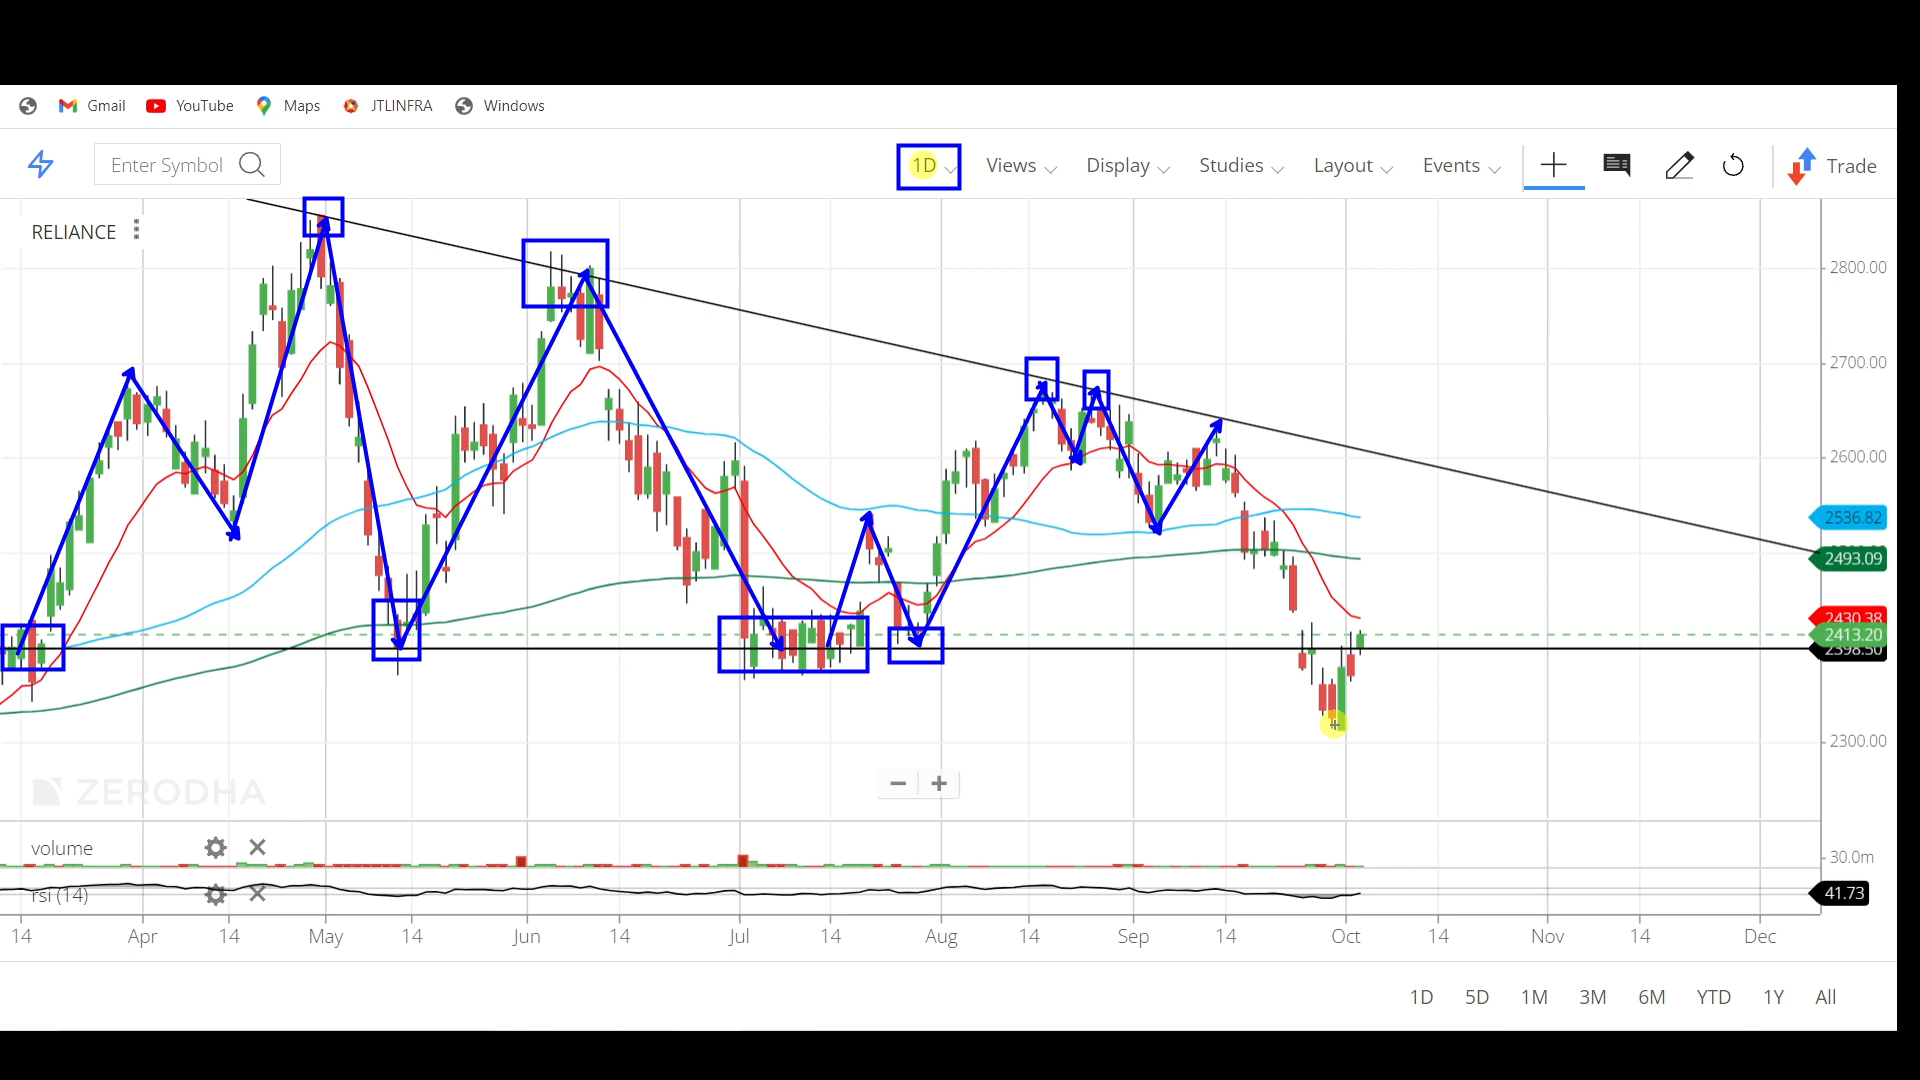 Gmail YouTube Maps JTLINFRA Windows
Enter Symbol 1D Views Display Studies Layout Events Trade
RELIANCE
2800.00
2700.00
2600.00
2536.82
2493.09
2430.38
2413.20
2398.50
2300.00
ZERODHA
volume
30.0m
rsi (14)
41.73
14 Apr 14 May 14 Jun 14 Jul 14 Aug 14 Sep 14 Oct 14 Nov 14 Dec
1D 5D 1M 3M 6M YTD 1Y All